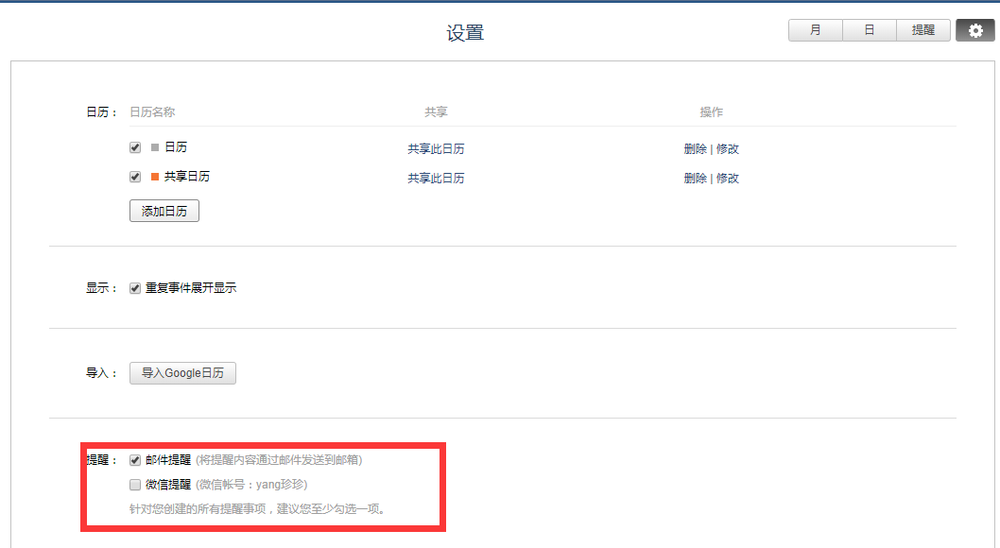 设置
月 日 提醒
日历： 日历名称 共享 操作
日历 共享此日历 删除 | 修改
共享日历 共享此日历 删除 | 修改
添加日历
显示： 重复事件展开显示
导入： 导入Google日历
提醒： 邮件提醒 (将提醒内容通过邮件发送到邮箱)
微信提醒 (微信帐号：yang珍珍)
针对您创建的所有提醒事项，建议您至少勾选一项。